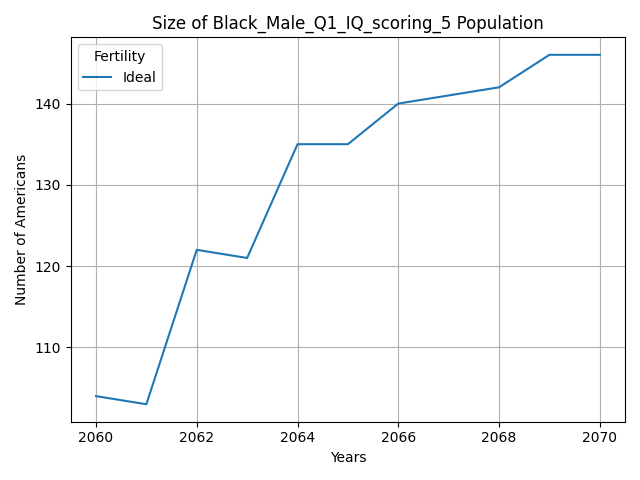 Size of Black_Male_Q1_IQ_scoring_5 Population
Fertility
Ideal
Number of Americans
140
130
120
110
2060 2062 2064 2066 2068 2070
Years